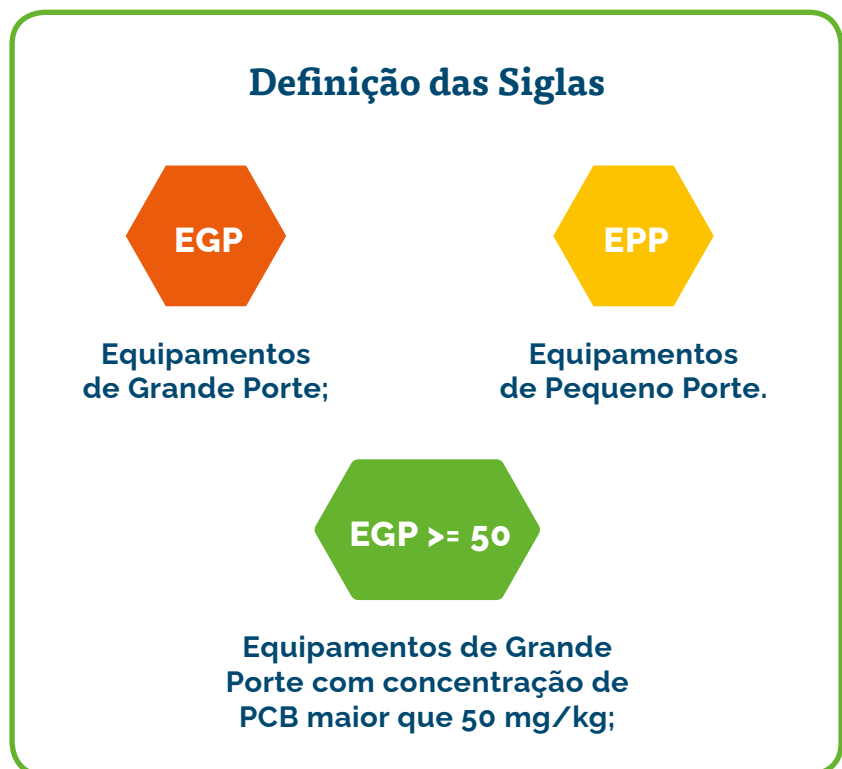 Definição das Siglas
EGP
Equipamentos
de Grande Porte;
EPP
Equipamentos
de Pequeno Porte.
EGP >= 50
Equipamentos de Grande
Porte com concentração de
PCB maior que 50 mg/kg;